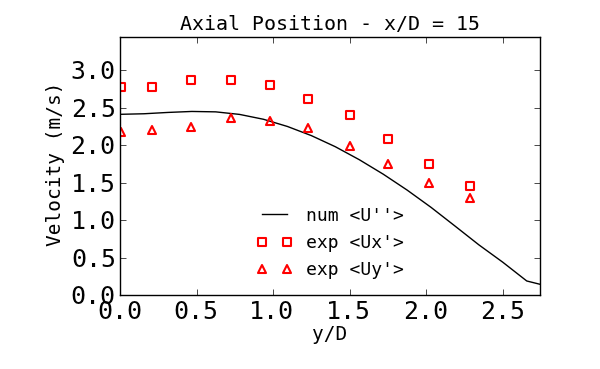 Axial Position - x/D = 15
Velocity (m/s)
3.0
2.5
2.0
1.5
1.0
0.5
0.0
num <U''>
exp <Ux'>
exp <Uy'>
0.0 0.5 1.0 1.5 2.0 2.5
y/D